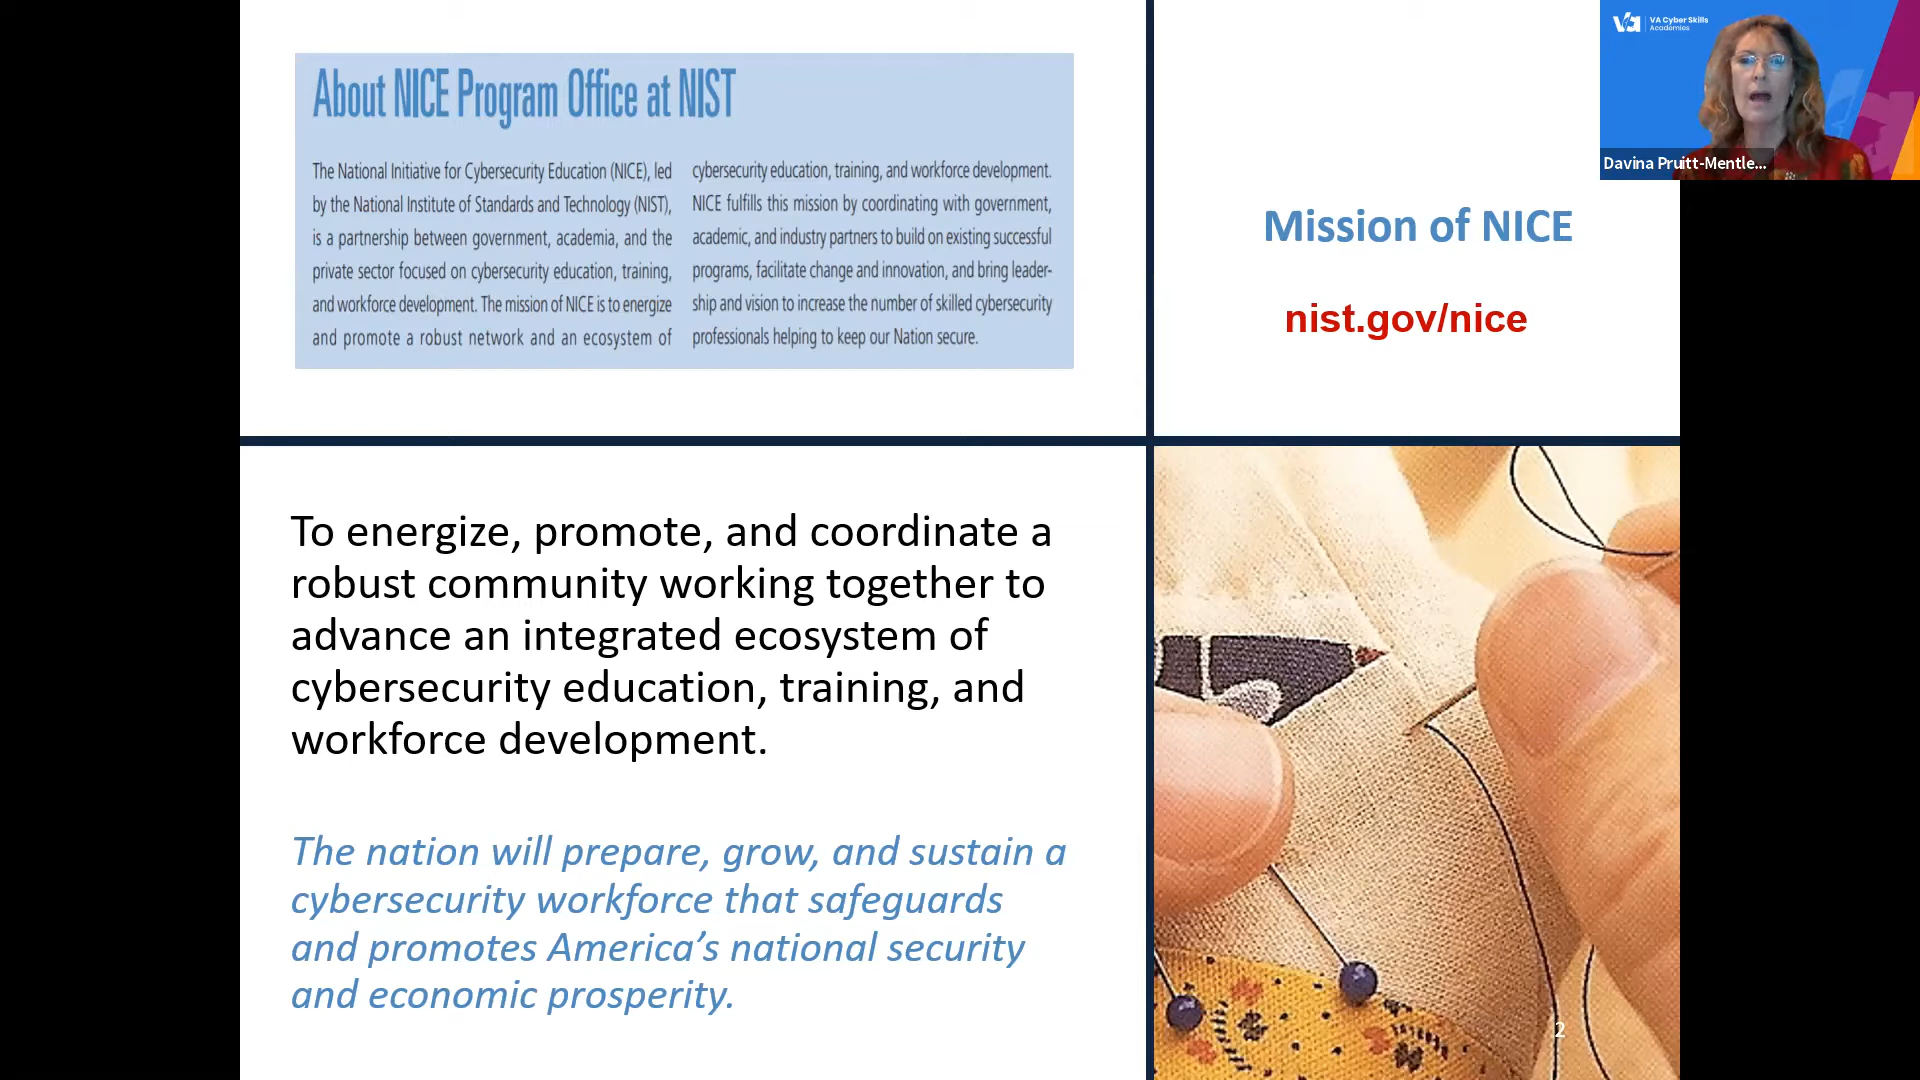 About NICE Program Office at NIST
The National Initiative for Cybersecurity Education (NICE), led
by the National Institute of Standards and Technology (NIST),
is a partnership between government, academia, and the
private sector focused on cybersecurity education, training,
and workforce development. The mission of NICE is to energize
and promote a robust network and an ecosystem of
cybersecurity education, training, and workforce development.
NICE fulfills this mission by coordinating with government,
academic, and industry partners to build on existing successful
programs, facilitate change and innovation, and bring leader-
ship and vision to increase the number of skilled cybersecurity
professionals helping to keep our Nation secure.
Mission of NICE
nist.gov/nice
va
VA Cyber Skills
Academies
Davina Pruitt-Mentle...
To energize, promote, and coordinate a
robust community working together to
advance an integrated ecosystem of
cybersecurity education, training, and
workforce development.
The nation will prepare, grow, and sustain a
cybersecurity workforce that safeguards
and promotes America’s national security
and economic prosperity.
2